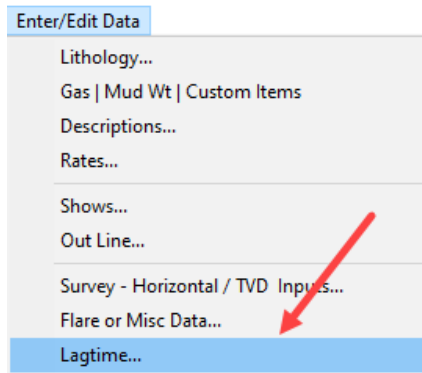 Enter/Edit Data
Lithology...
Gas | Mud Wt | Custom Items
Descriptions...
Rates...
Shows...
Out Line...
Survey - Horizontal / TVD Inputs...
Flare or Misc Data...
Lagtime...